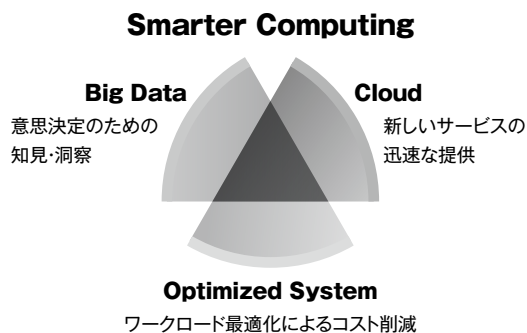 Smarter Computing
Big Data
意思決定のための
知見・洞察
Cloud
新しいサービスの
迅速な提供
Optimized System
ワークロード最適化によるコスト削減